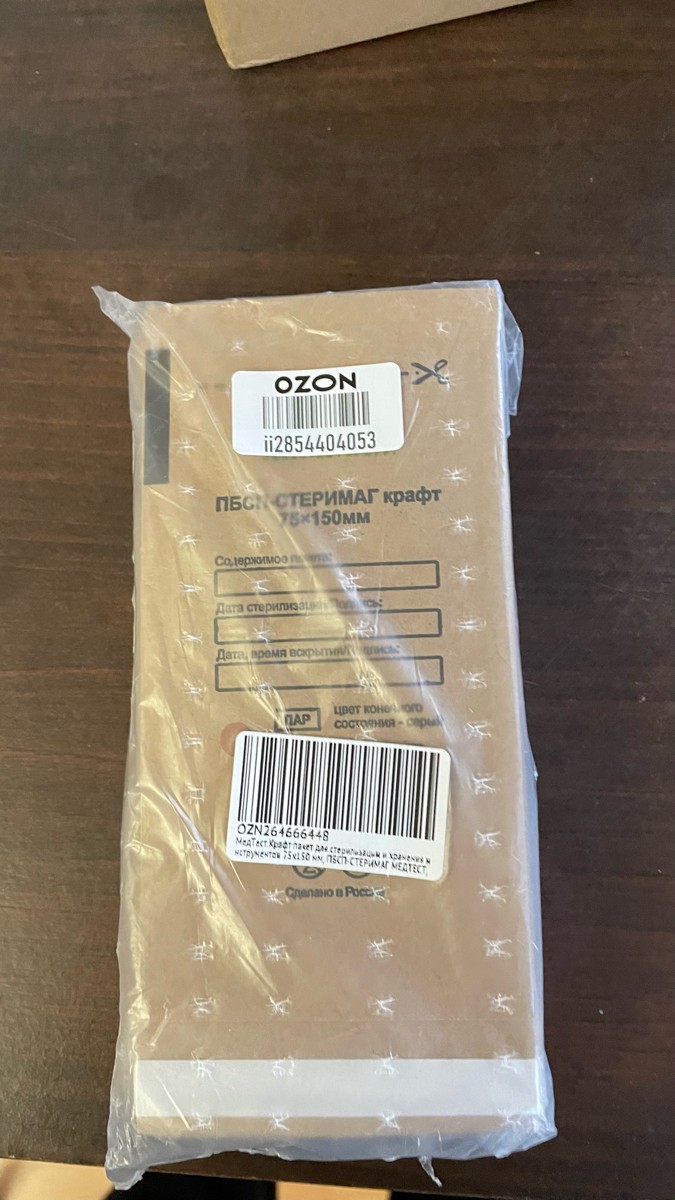 OZON
ii2854404053
ПБСП-СТЕРИМАГ крафт
75×150мм
Содержимое пакета:
Дата стерилизации/Подпись:
Дата, время вскрытия/Подпись:
ПАР
цвет конечного
состояния - серый
OZN264666448
МедТест.Крафт пакет для стерилизации и хранения и
нструментов 75х150 мм, ПБСП-СТЕРИМАГ МЕДТЕСТ,
Сделано в России